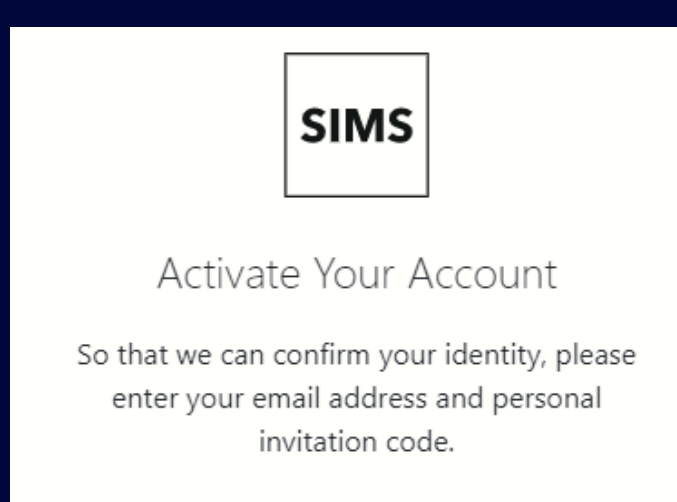 SIMS
Activate Your Account
So that we can confirm your identity, please
enter your email address and personal
invitation code.